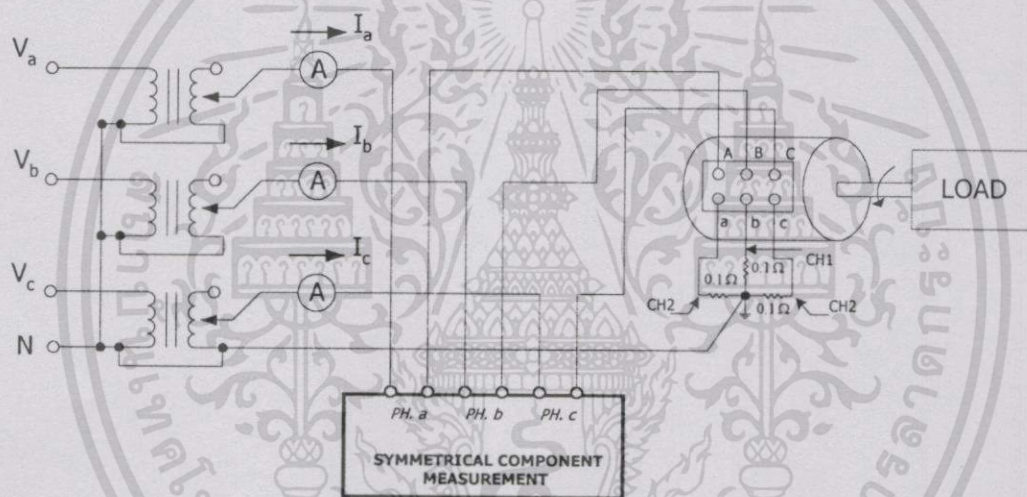 Va
Ia
A
Vb
Ib
A
Vc
Ic
A
N
A B C
a b c
LOAD
CH1
0.1Ω
0.1Ω
CH2
0.1Ω
CH2
PH. a PH. b PH. c
SYMMETRICAL COMPONENT
MEASUREMENT